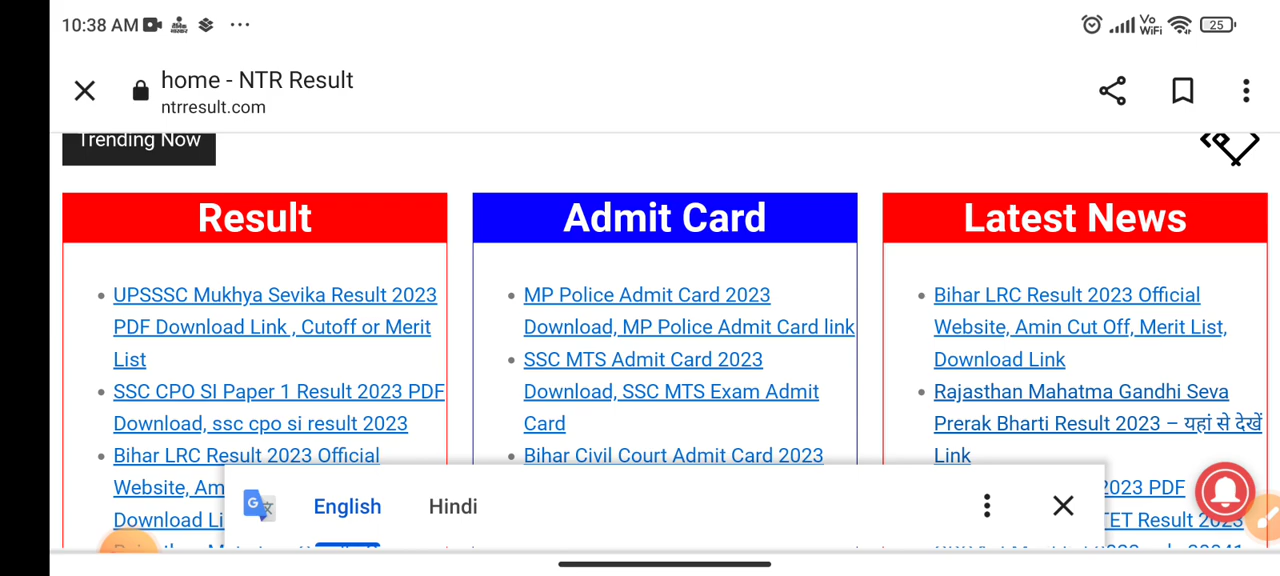 10:38 AM
Vo
WiFi
25
home - NTR Result
ntrresult.com
Trending Now
Result
UPSSSC Mukhya Sevika Result 2023
PDF Download Link , Cutoff or Merit
List
SSC CPO SI Paper 1 Result 2023 PDF
Download, ssc cpo si result 2023
Bihar LRC Result 2023 Official
Website, Am
Download Li
Admit Card
MP Police Admit Card 2023
Download, MP Police Admit Card link
SSC MTS Admit Card 2023
Download, SSC MTS Exam Admit
Card
Bihar Civil Court Admit Card 2023
Latest News
Bihar LRC Result 2023 Official
Website, Amin Cut Off, Merit List,
Download Link
Rajasthan Mahatma Gandhi Seva
Prerak Bharti Result 2023 – यहां से देखें
Link
2023 PDF
TET Result 2023
English
Hindi